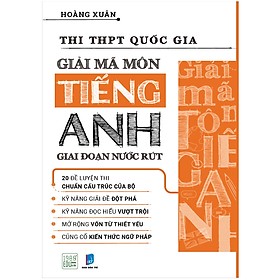 HOÀNG XUÂN
THI THPT QUỐC GIA
GIẢI MÃ MÔN
TIẾNG
ANH
GIAI ĐOẠN NƯỚC RÚT
20 ĐỀ LUYỆN THI
CHUẨN CẤU TRÚC CỦA BỘ
KỸ NĂNG GIẢI ĐỀ ĐỘT PHÁ
KỸ NĂNG ĐỌC HIỂU VƯỢT TRỘI
MỞ RỘNG VỐN TỪ THIẾT YẾU
CỦNG CỐ KIẾN THỨC NGỮ PHÁP
Giải
mã